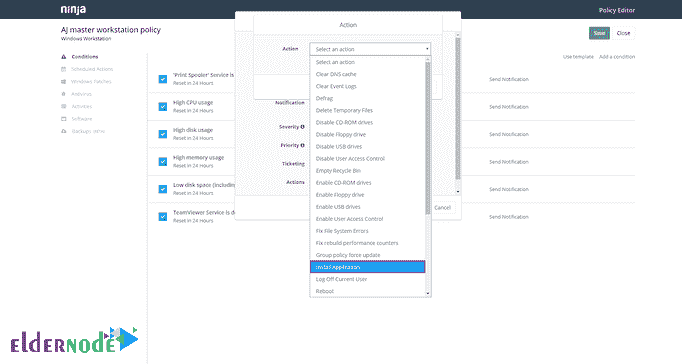 ninja
Policy Editor
AJ master workstation policy
Windows Workstation
Save
Close
Use template
Add a condition
Conditions
Scheduled Actions
Windows Patches
Antivirus
Activities
Software
Backups Items
'Print Spooler' Service is
Reset in 24 Hours
Send Notification
High CPU usage
Reset in 24 Hours
Send Notification
High disk usage
Reset in 24 Hours
Send Notification
High memory usage
Reset in 24 Hours
Send Notification
Low disk space (including
Reset in 24 Hours
Send Notification
TeamViewer Service is d
Reset in 24 Hours
Send Notification
Action
Action
Select an action
Notification
Severity
Priority
Ticketing
Actions
Cancel
Select an action
Clear DNS cache
Clear Event Logs
Defrag
Delete Temporary Files
Disable CD-ROM drives
Disable Floppy drive
Disable USB drives
Disable User Access Control
Empty Recycle Bin
Enable CD-ROM drives
Enable Floppy drive
Enable USB drives
Enable User Access Control
Fix File System Errors
Fix rebuild performance counters
Group policy force update
Install Application
Log Off Current User
Reboot
ELDERNODE